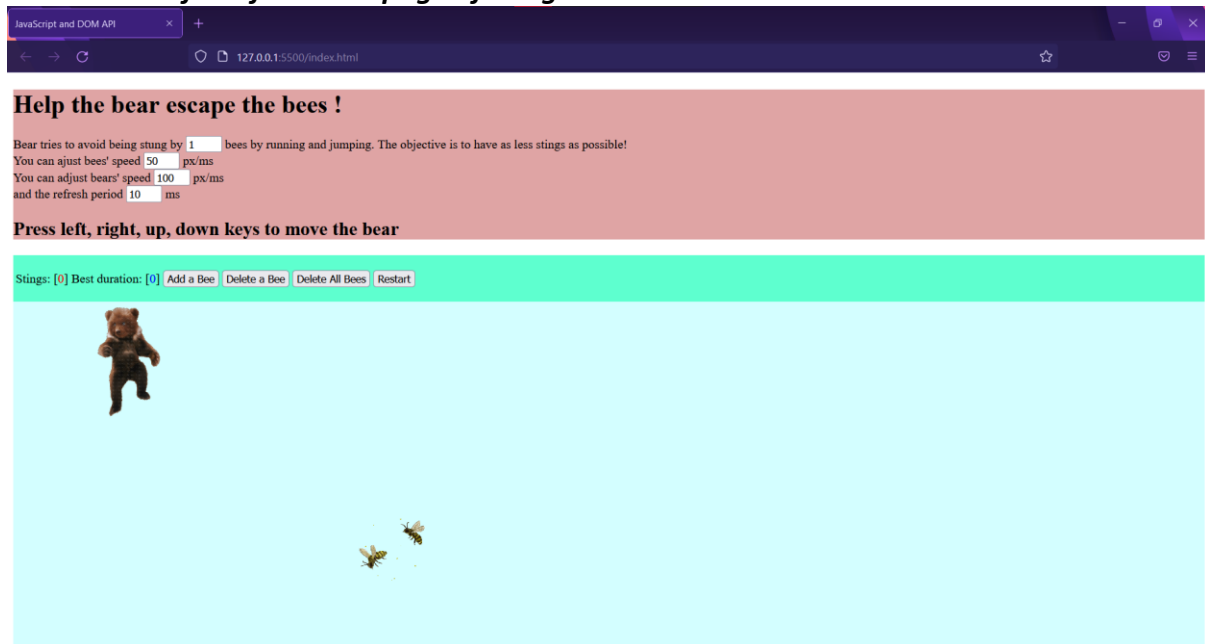 JavaScript and DOM API
127.0.0.1:5500/index.html
Help the bear escape the bees !
Bear tries to avoid being stung by 1 bees by running and jumping. The objective is to have as less stings as possible!
You can ajust bees' speed 50 px/ms
You can adjust bears' speed 100 px/ms
and the refresh period 10 ms
Press left, right, up, down keys to move the bear
Stings: [0] Best duration: [0] Add a Bee Delete a Bee Delete All Bees Restart